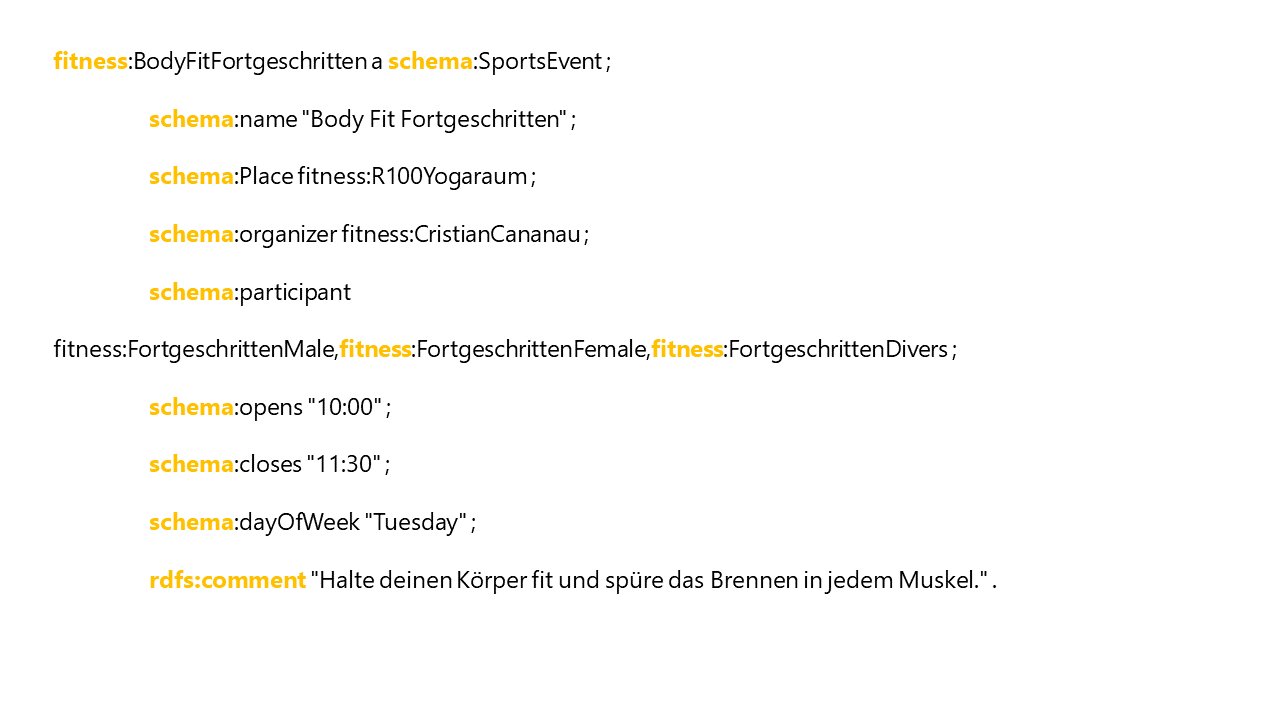 fitness:BodyFitFortgeschritten a schema:SportsEvent ;
schema:name "Body Fit Fortgeschritten" ;
schema:Place fitness:R100Yogaraum ;
schema:organizer fitness:CristianCananau ;
schema:participant
fitness:FortgeschrittenMale,fitness:FortgeschrittenFemale,fitness:FortgeschrittenDivers ;
schema:opens "10:00" ;
schema:closes "11:30" ;
schema:dayOfWeek "Tuesday" ;
rdfs:comment "Halte deinen Körper fit und spüre das Brennen in jedem Muskel." .